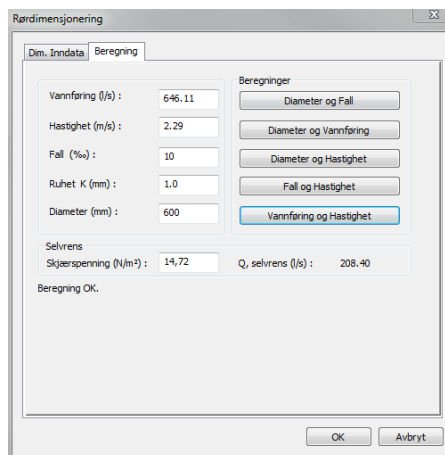 Rørdimensjonering
Dim. Inndata Beregning
Vannføring (l/s) : 646.11
Hastighet (m/s) : 2.29
Fall (‰) : 10
Ruhet K (mm) : 1.0
Diameter (mm) : 600
Beregninger
Diameter og Fall
Diameter og Vannføring
Diameter og Hastighet
Fall og Hastighet
Vannføring og Hastighet
Selvrens
Skjærspenning (N/m²) : 14,72 Q, selvrens (l/s) : 208.40
Beregning OK.
OK Avbryt